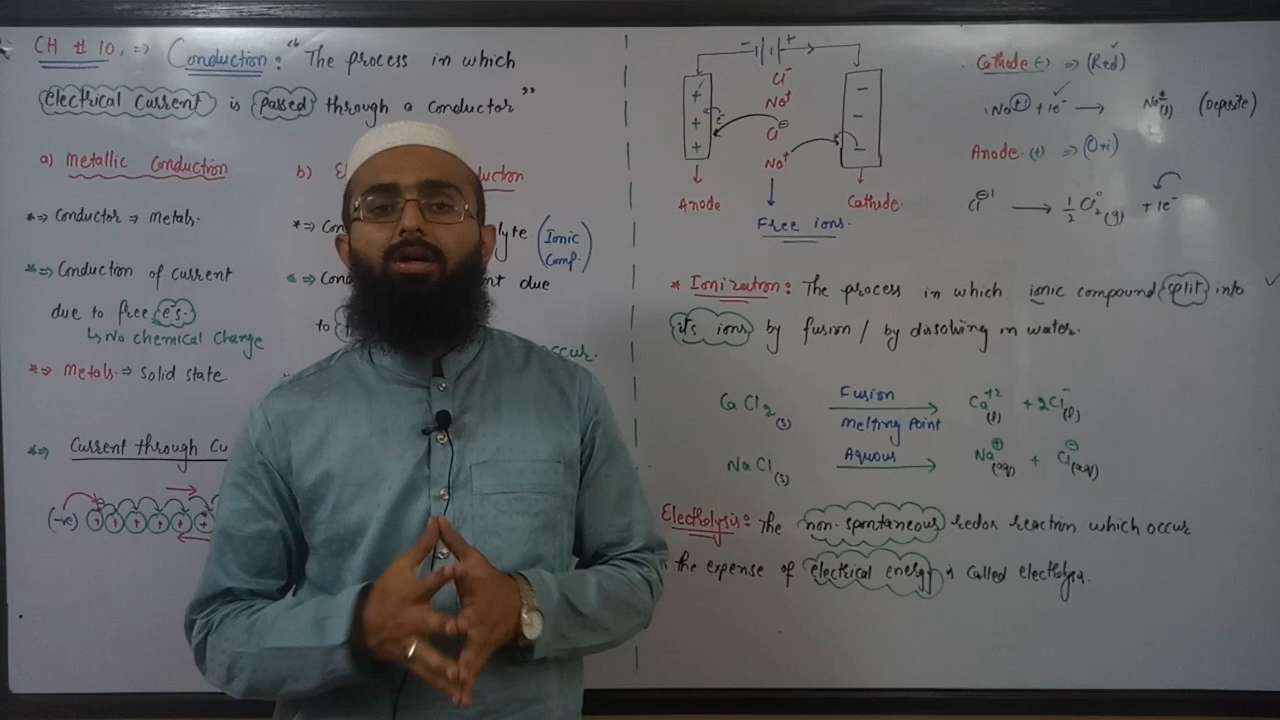 CH # 10, ⇒ Conduction: "The process in which
electrical current is passed through a conductor"
a) Metallic Conduction
*⇒ Conductor ⇒ Metals.
*⇒ Conduction of current
due to free e⁻s.
↳ No chemical change
*⇒ Metals ⇒ Solid state
*⇒ Current through Cu
(-ve) + + + + + +
b)
*⇒
(Ionic
Comp.)
due
to
occur.
- +
Cl⁻
Na⁺
Cl⁻
Na⁺
+
+
+
e⁻
-
-
-
Anode
Cathode.
Free ions.
Cathode (-) ⇒ (Red)
Na⁺ + 1e⁻ → (Deposite)
Anode (+) ⇒ (Oxi)
→ ½ Cl₂⁰(g) + 1e⁻
* Ionization: The process in which ionic compound split into
its ions by fusion / by dissolving in water.
CaCl₂(s) Fusion → Ca⁺²(l) + 2Cl⁻(l)
Melting Point
NaCl(s) Aqueous → Na⁺(aq) + Cl⁻(aq)
Electrolysis: The non-spontaneous redox reaction which occur
the expense of electrical energy is called electrolysis.